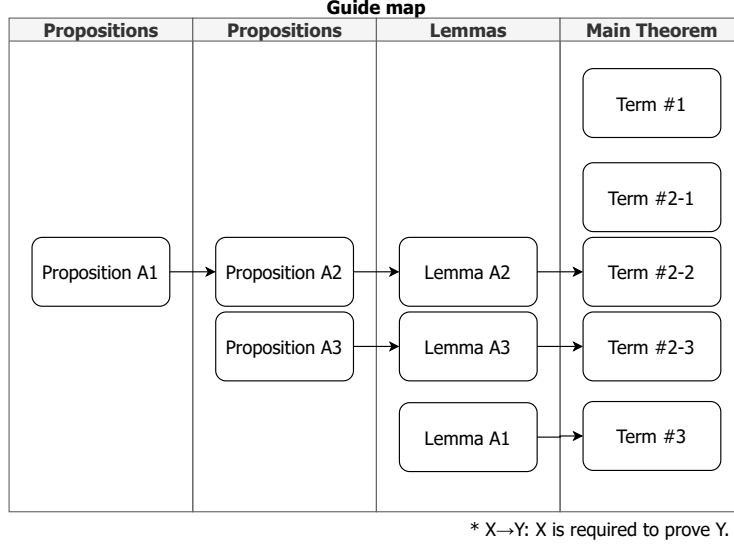 Guide map
Propositions Propositions Lemmas Main Theorem
Term #1
Term #2-1
Proposition A1 Proposition A2 Lemma A2 Term #2-2
Proposition A3 Lemma A3 Term #2-3
Lemma A1 Term #3
* X→Y: X is required to prove Y.